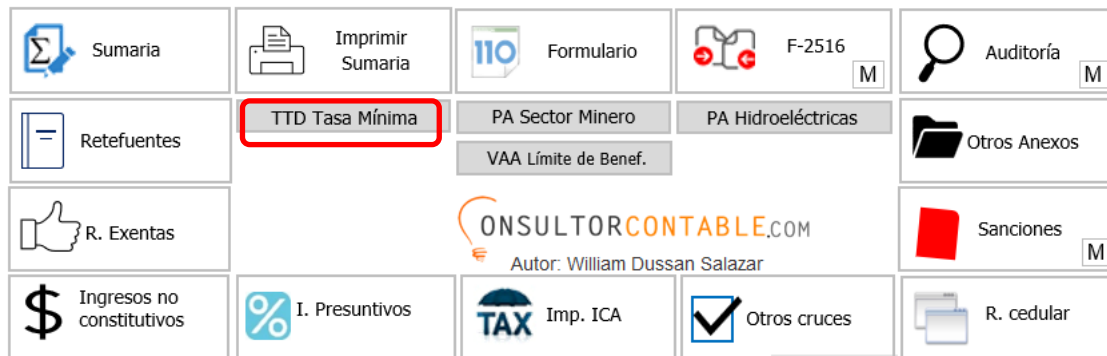 Sumaria
Imprimir
Sumaria
110
Formulario
F-2516
M
Auditoría
M
Retefuentes
TTD Tasa Mínima
PA Sector Minero
PA Hidroeléctricas
VAA Límite de Benef.
Otros Anexos
R. Exentas
ONSULTORCONTABLE.COM
Autor: William Dussan Salazar
Sanciones
M
$
Ingresos no
constitutivos
%
I. Presuntivos
TAX
Imp. ICA
Otros cruces
R. cedular